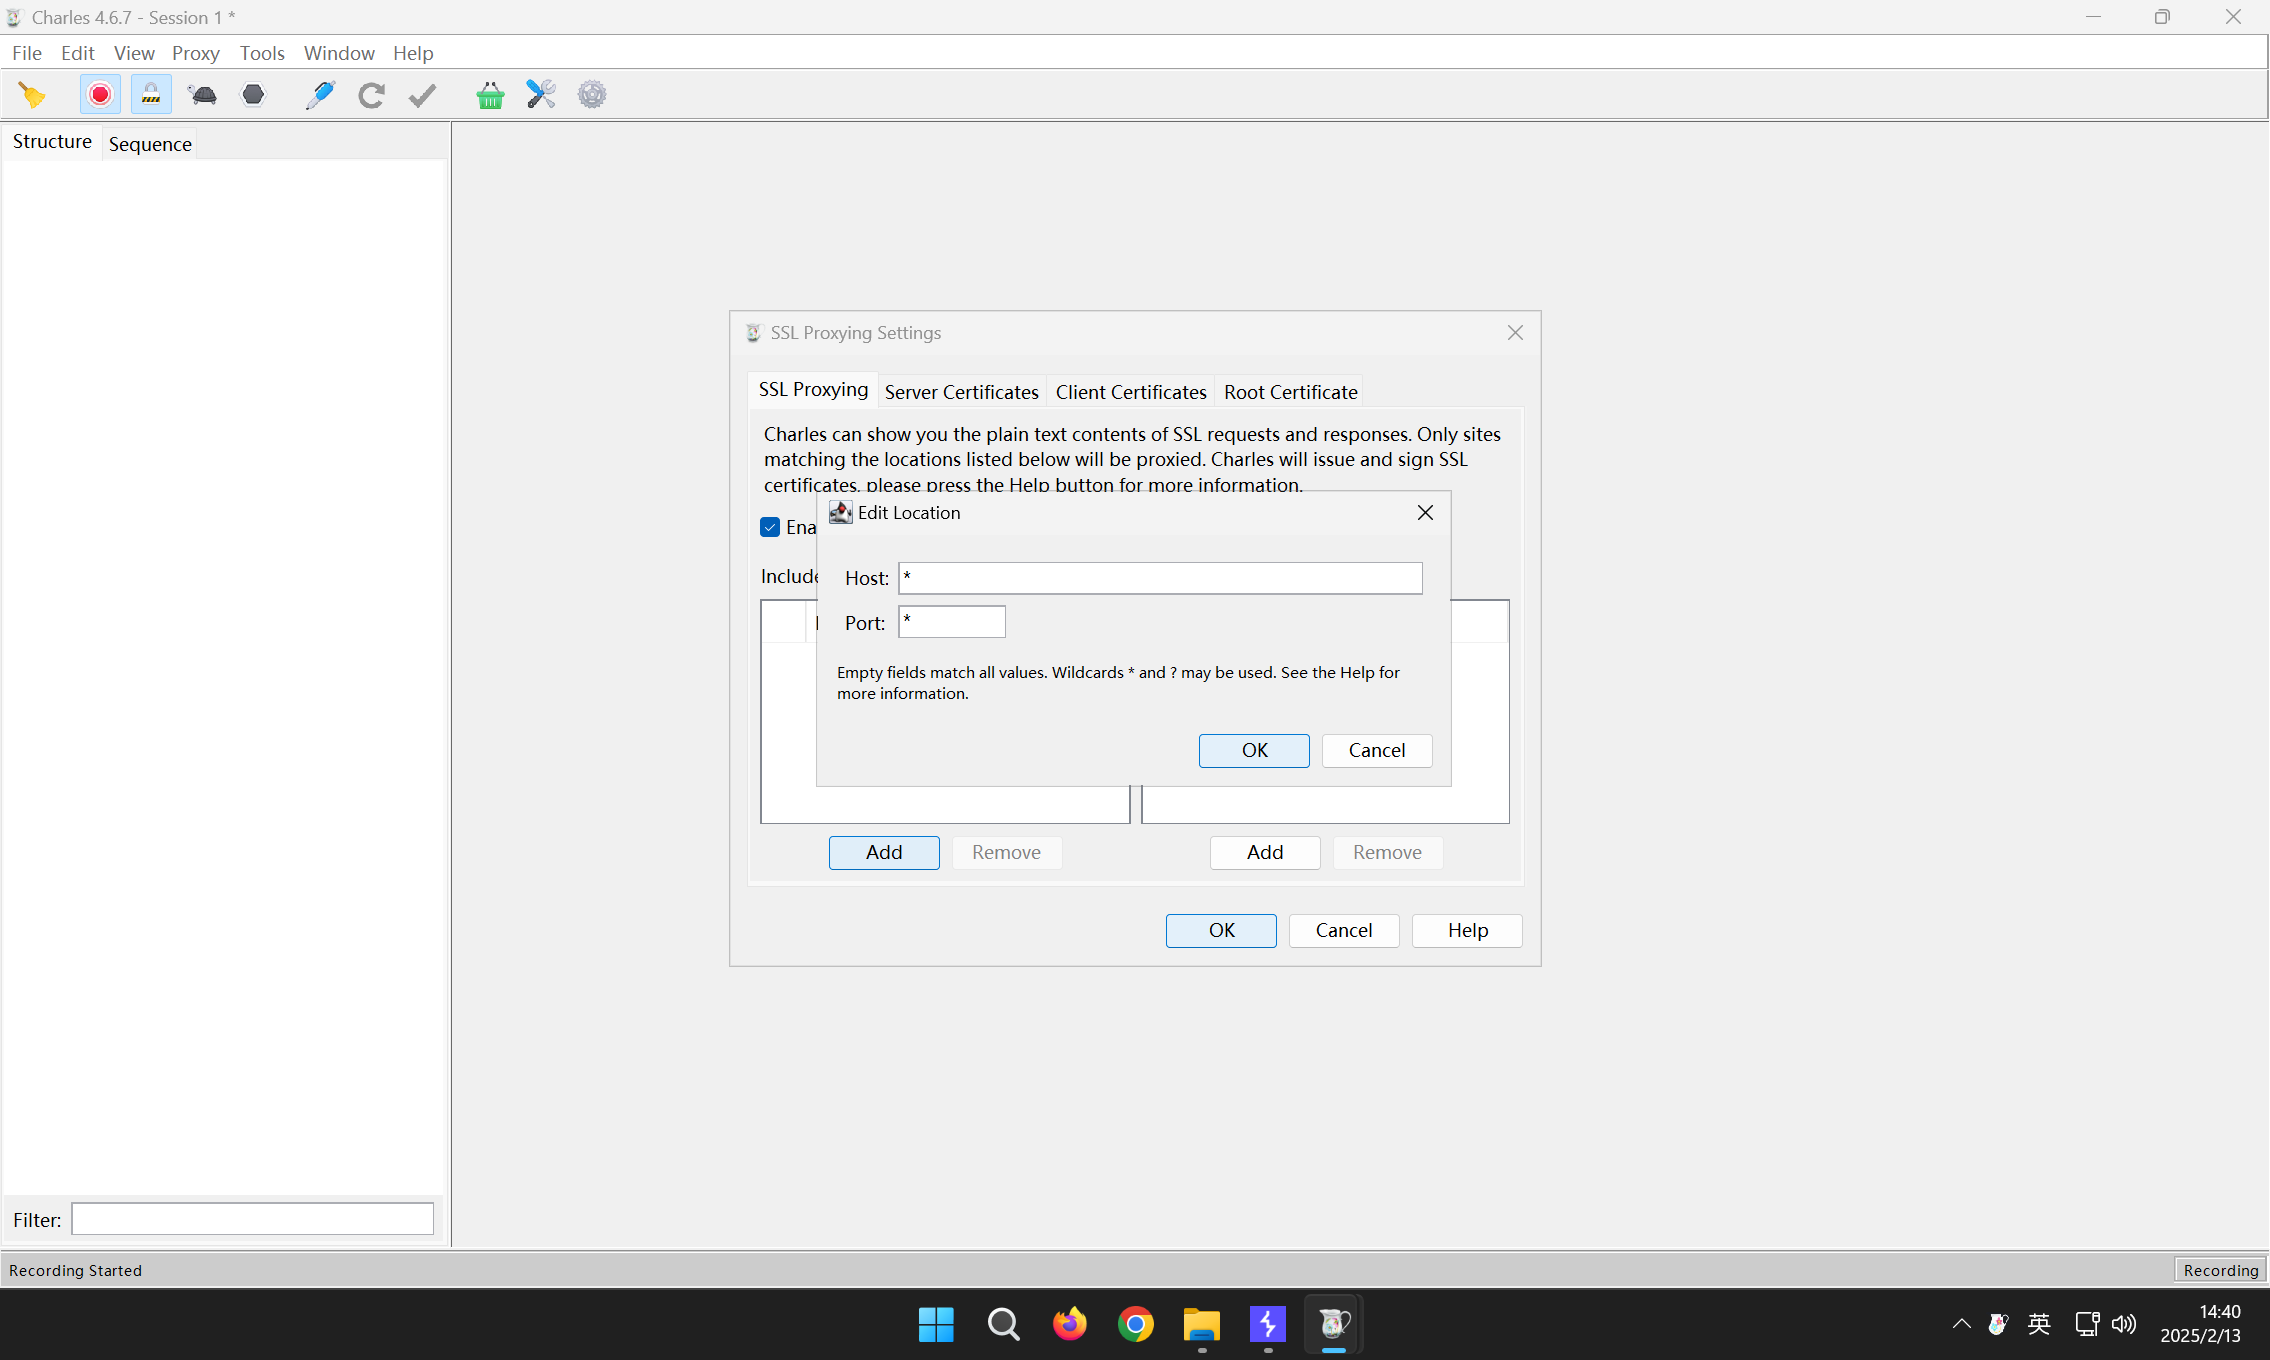 Charles 4.6.7 - Session 1 *
File Edit View Proxy Tools Window Help
Structure Sequence
SSL Proxying Settings
SSL Proxying Server Certificates Client Certificates Root Certificate
Charles can show you the plain text contents of SSL requests and responses. Only sites
matching the locations listed below will be proxied. Charles will issue and sign SSL
certificates, please press the Help button for more information.
Edit Location
Ena
Include
Host: *
Port: *
Empty fields match all values. Wildcards * and ? may be used. See the Help for
more information.
OK Cancel
Add Remove Add Remove
OK Cancel Help
Filter:
Recording Started
Recording
英
14:40
2025/2/13